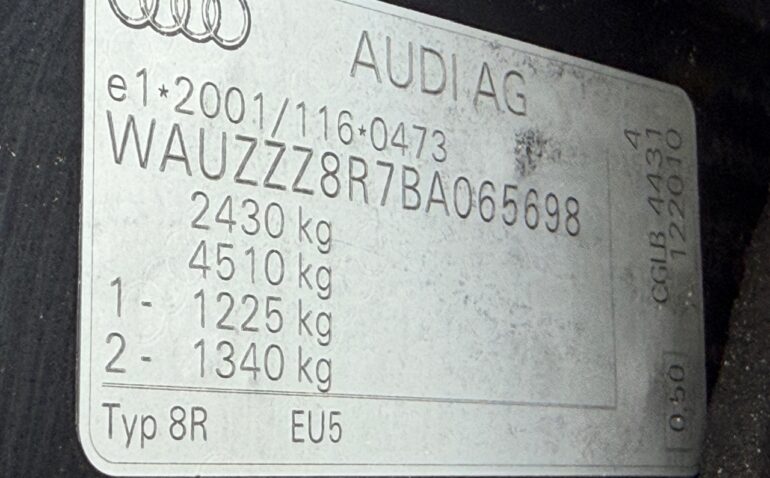 AUDI AG
e1*2001/116*0473
WAUZZZ8R7BA065698
2430 kg
4510 kg
1 - 1225 kg
2 - 1340 kg
Typ 8R EU5
4
CGLB 4431
122010
0,50